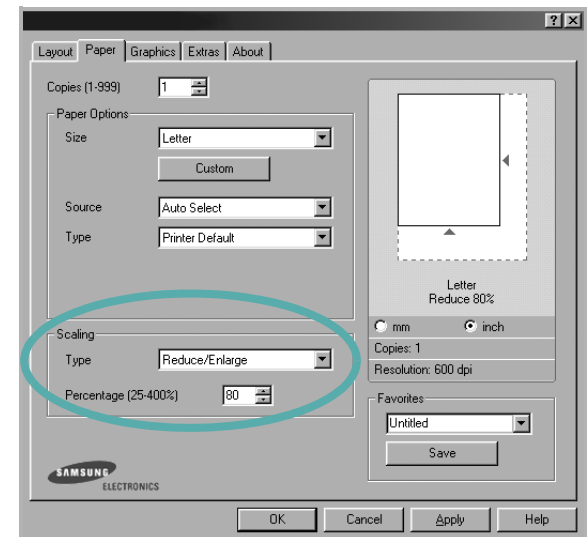 ? X
Layout Paper Graphics Extras About
Copies (1-999) 1
Paper Options
Size Letter
Custom
Source Auto Select
Type Printer Default
Letter
Reduce 80%
mm inch
Copies: 1
Resolution: 600 dpi
Scaling
Type Reduce/Enlarge
Percentage (25-400%) 80
Favorites
Untitled
Save
SAMSUNG
ELECTRONICS
OK Cancel Apply Help